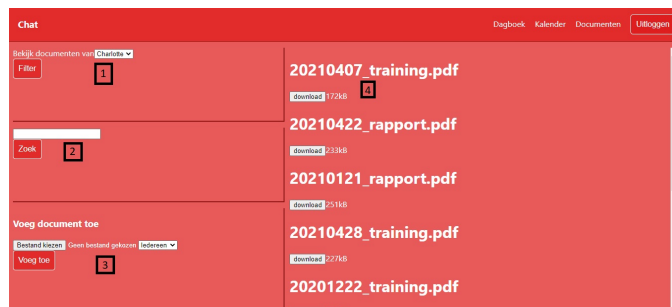 Chat
Dagboek Kalender Documenten Uitloggen
Bekijk documenten van Charlotte
Filter
1
Zoek
2
Voeg document toe
Bestand kiezen Geen bestand gekozen Iedereen
Voeg toe
3
20210407_training.pdf
download 172kB
4
20210422_rapport.pdf
download 233kB
20210121_rapport.pdf
download 251kB
20210428_training.pdf
download 227kB
20201222_training.pdf